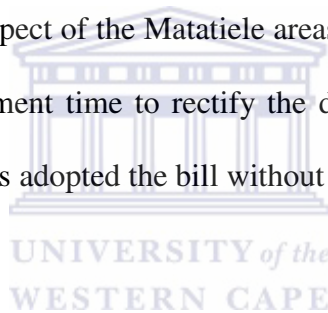 pect of the Matatiele areas
ment time to rectify the d
s adopted the bill without
UNIVERSITY of the
WESTERN CAPE